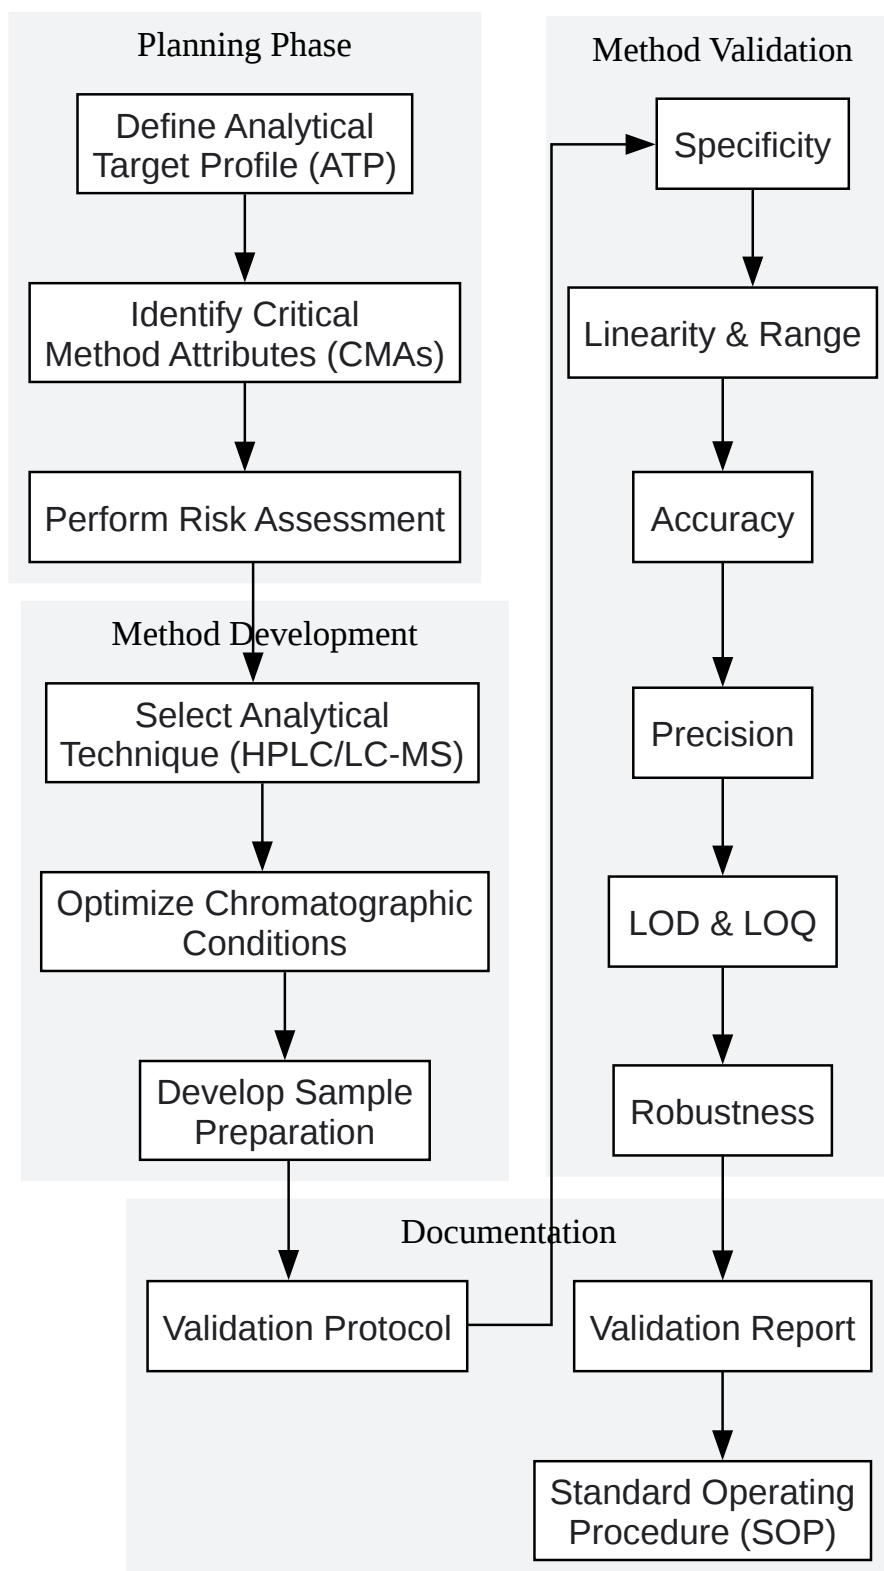 Planning Phase
Define Analytical
Target Profile (ATP)
Identify Critical
Method Attributes (CMAs)
Perform Risk Assessment
Method Development
Select Analytical
Technique (HPLC/LC-MS)
Optimize Chromatographic
Conditions
Develop Sample
Preparation
Method Validation
Specificity
Linearity & Range
Accuracy
Precision
LOD & LOQ
Robustness
Documentation
Validation Protocol
Validation Report
Standard Operating
Procedure (SOP)